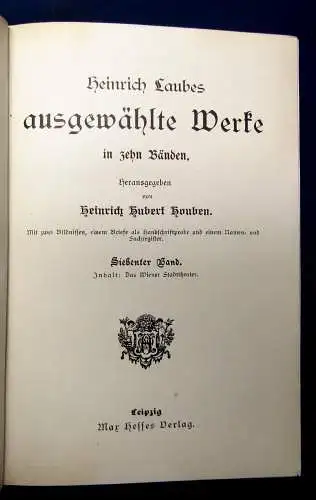 Heinrich Laubes
ausgewählte Werke
in zehn Bänden.
Herausgegeben
von
Heinrich Hubert Houben.
Mit zwei Bildnissen, einem Briefe als Handschriftprobe und einem Namen- und
Sachregister.
Siebenter Band.
Inhalt: Das Wiener Stadttheater.
Leipzig
Max Hesses Verlag.